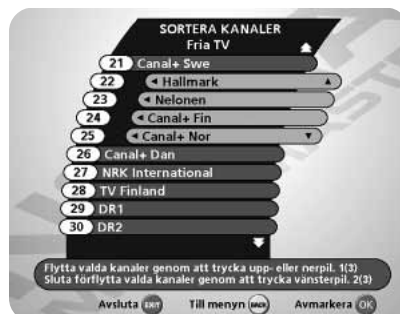 SORTERA KANALER
Fria TV
21 Canal+ Swe
22 Hallmark
23 Nelonen
24 Canal+ Fin
25 Canal+ Nor
26 Canal+ Dan
27 NRK International
28 TV Finland
29 DR1
30 DR2
Flytta valda kanaler genom att trycka upp- eller nerpil. 1(3)
Sluta förflytta valda kanaler genom att trycka vänsterpil. 2(3)
Avsluta EXIT Till menyn BACK Avmarkera OK